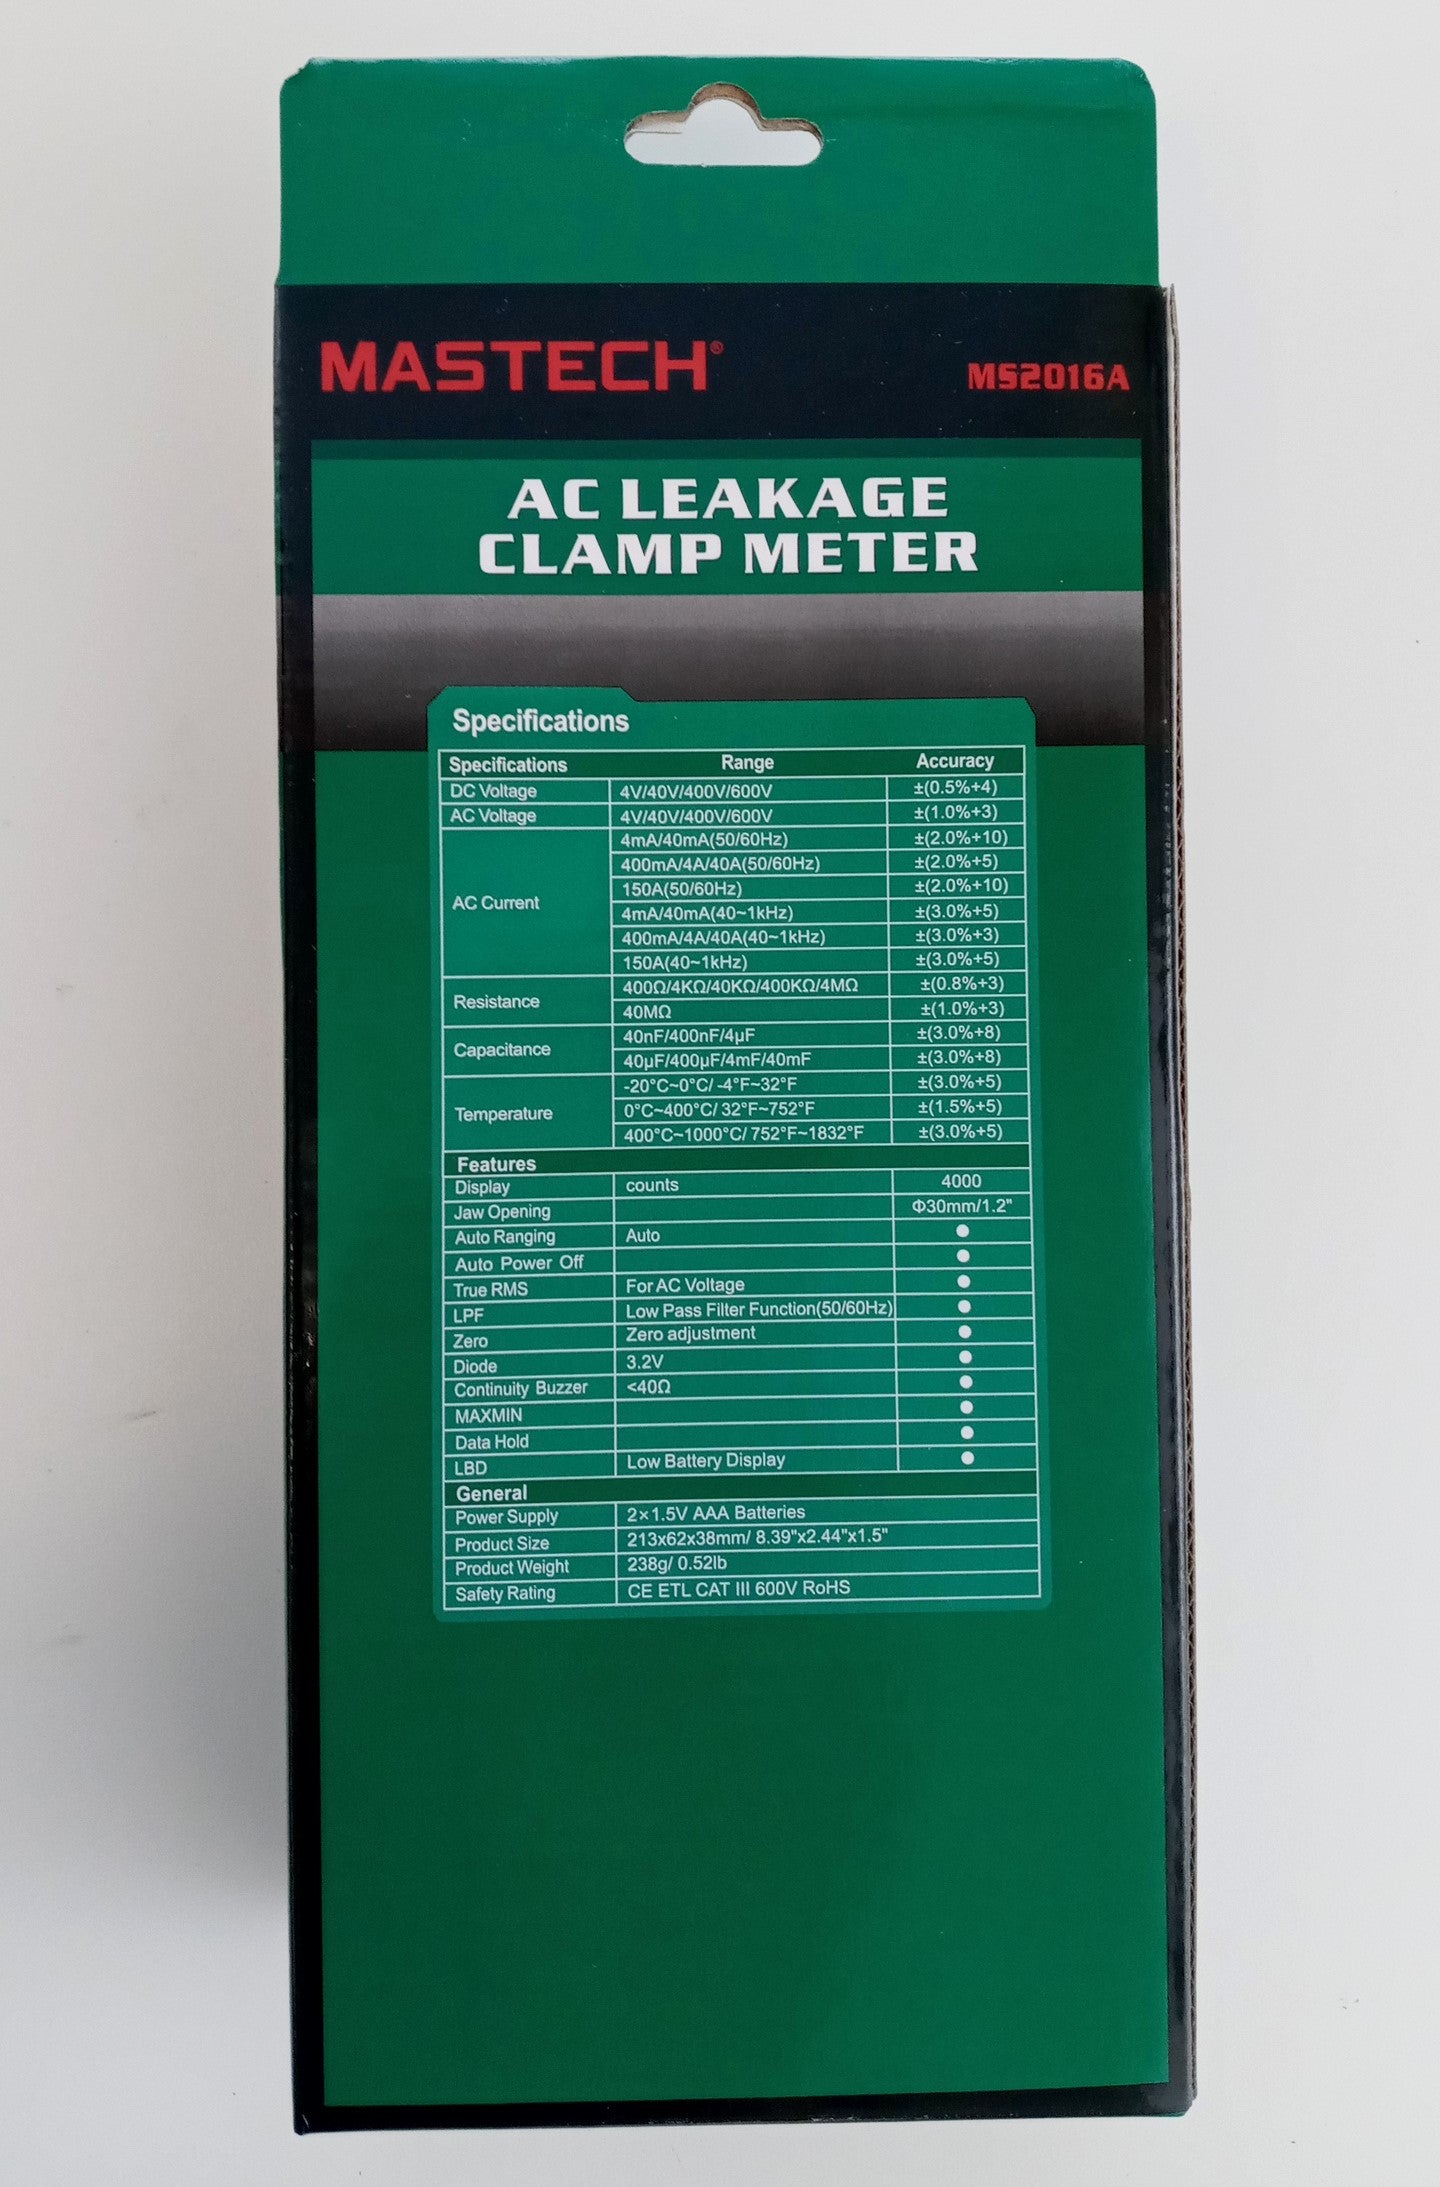 MASTECH®
MS2016A
AC LEAKAGE
CLAMP METER
Specifications
Specifications Range Accuracy
DC Voltage 4V/40V/400V/600V ±(0.5%+4)
AC Voltage 4V/40V/400V/600V ±(1.0%+3)
AC Current
4mA/40mA(50/60Hz) ±(2.0%+10)
400mA/4A/40A(50/60Hz) ±(2.0%+5)
150A(50/60Hz) ±(2.0%+10)
4mA/40mA(40~1kHz) ±(3.0%+5)
400mA/4A/40A(40~1kHz) ±(3.0%+3)
150A(40~1kHz) ±(3.0%+5)
Resistance
400Ω/4KΩ/40KΩ/400KΩ/4MΩ ±(0.8%+3)
40MΩ ±(1.0%+3)
Capacitance
40nF/400nF/4μF ±(3.0%+8)
40μF/400μF/4mF/40mF ±(3.0%+8)
Temperature
-20°C~0°C/ -4°F~32°F ±(3.0%+5)
0°C~400°C/ 32°F~752°F ±(1.5%+5)
400°C~1000°C/ 752°F~1832°F ±(3.0%+5)
Features
Display counts 4000
Jaw Opening Φ30mm/1.2"
Auto Ranging Auto ●
Auto Power Off ●
True RMS For AC Voltage ●
LPF Low Pass Filter Function(50/60Hz) ●
Zero Zero adjustment ●
Diode 3.2V ●
Continuity Buzzer <40Ω ●
MAXMIN ●
Data Hold ●
LBD Low Battery Display ●
General
Power Supply 2×1.5V AAA Batteries
Product Size 213x62x38mm/ 8.39"x2.44"x1.5"
Product Weight 238g/ 0.52lb
Safety Rating CE ETL CAT III 600V RoHS